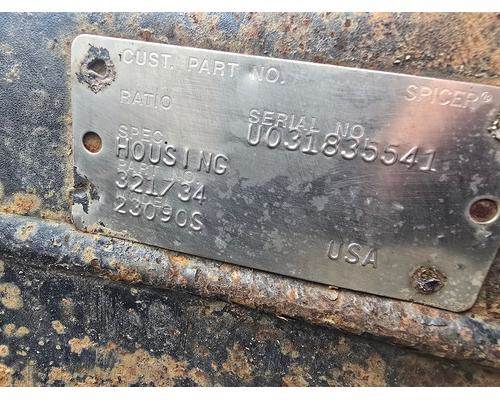 CUST. PART NO. SPICER®
RATIO SERIAL NO.
SPEC. U031835541
HOUSING
321/34
23090S
USA